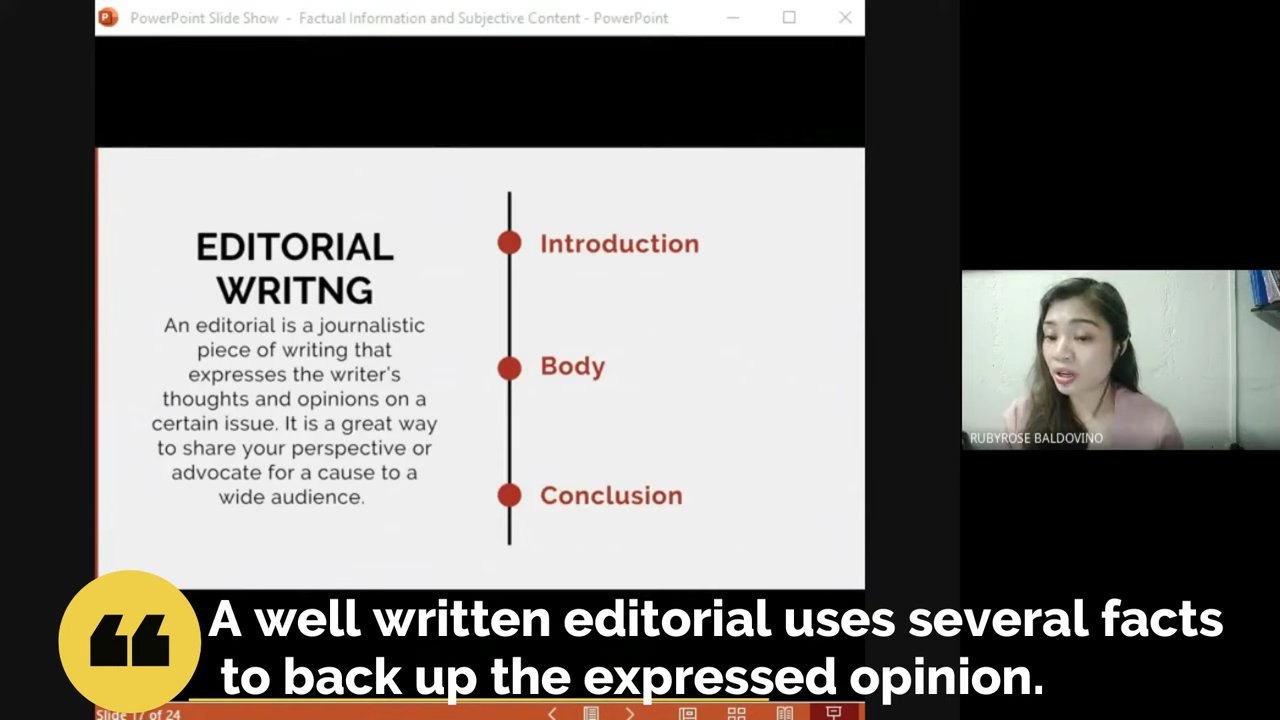 PowerPoint Slide Show - Factual Information and Subjective Content - PowerPoint
EDITORIAL
WRITNG
An editorial is a journalistic
piece of writing that
expresses the writer's
thoughts and opinions on a
certain issue. It is a great way
to share your perspective or
advocate for a cause to a
wide audience.
Introduction
Body
Conclusion
RUBYROSE BALDOVINO
A well written editorial uses several facts
to back up the expressed opinion.
Slide 17 of 24